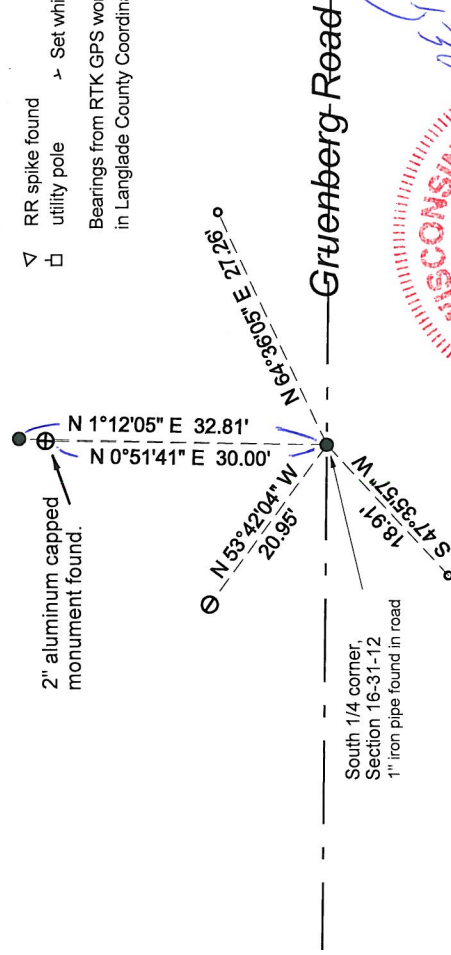 ▽ RR spike found
utility pole
Set whi
Bearings from RTK GPS wor
in Langlade County Coordina
2" aluminum capped
monument found.
N 1°12'05" E 32.81'
N 0°51'41" E 30.00'
N 64°36'05" E 27.26'
N 53°42'04" W
20.95'
S 47°35'57" W
18.91'
Gruenberg Road
South 1/4 corner,
Section 16-31-12
1" iron pipe found in road